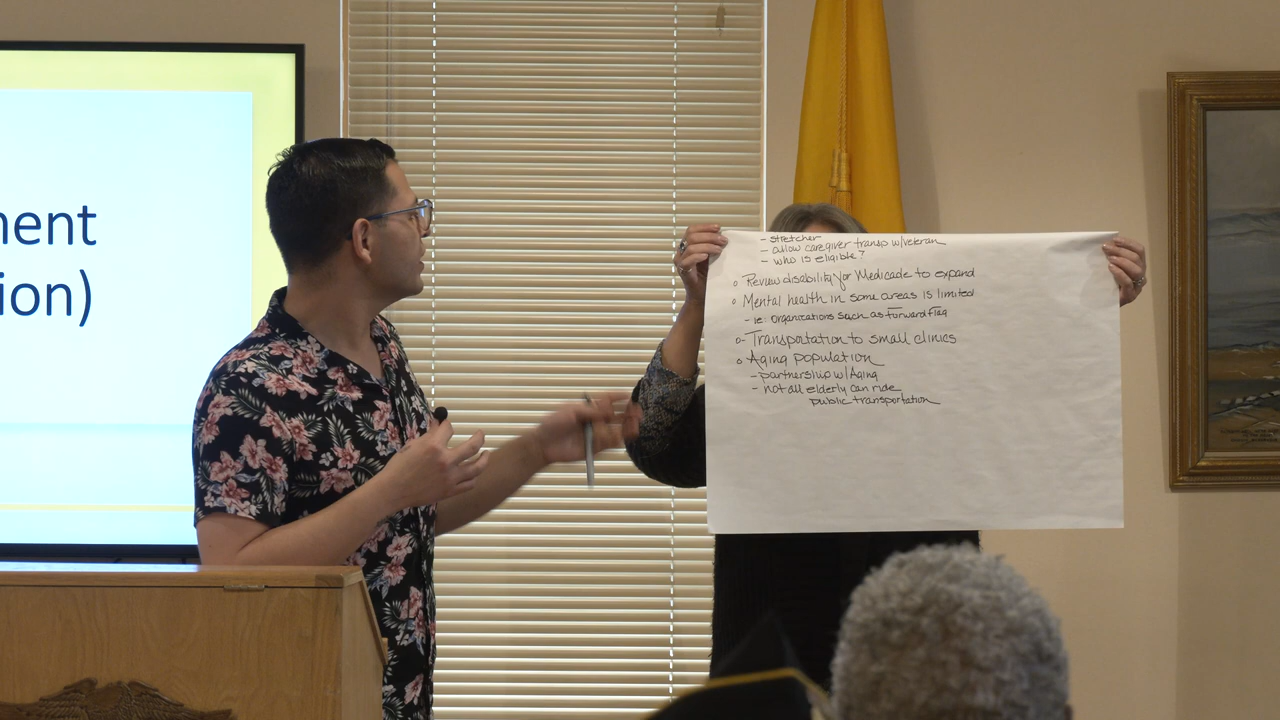 ment
ion)
- stretcher
- allow caregiver transp w/veteran
- who is eligible?
o Review disability for Medicade to expand
o Mental health in some areas is limited
- ie: organizations such as Forward Flag
o- Transportation to small clinics
o Aging population
- partnership w/Aging
- not all elderly can ride
public transportation